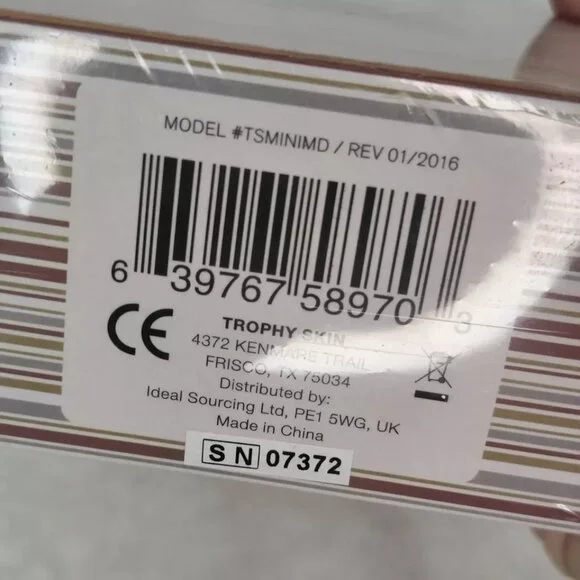 MODEL #TSMINIMD / REV 01/2016
6 39767 58970 3
CE
TROPHY SKIN
4372 KENMARE TRAIL
FRISCO, TX 75034
Distributed by:
Ideal Sourcing Ltd, PE1 5WG, UK
Made in China
SN 07372